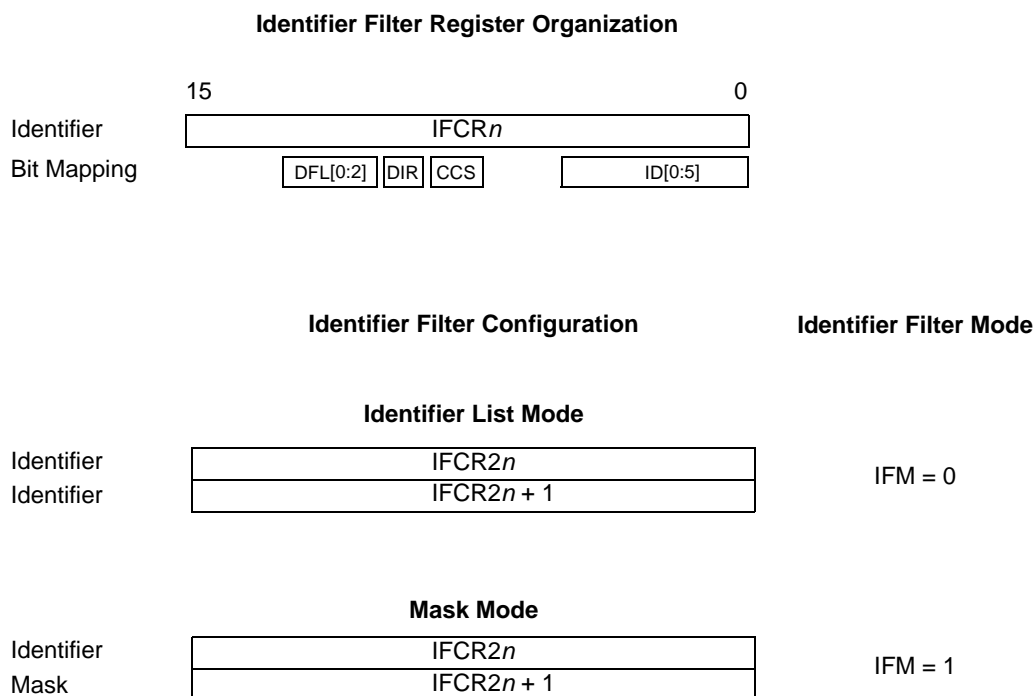 Identifier Filter Register Organization
15 0
Identifier IFCRn
Bit Mapping DFL[0:2] DIR CCS ID[0:5]
Identifier Filter Configuration Identifier Filter Mode
Identifier List Mode
Identifier IFCR2n
IFM = 0
Identifier IFCR2n + 1
Mask Mode
Identifier IFCR2n
IFM = 1
Mask IFCR2n + 1